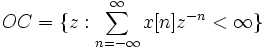 OC = {z : \sum_{n=-\infty}^{\infty} x[n]z^{-n} < \infty}